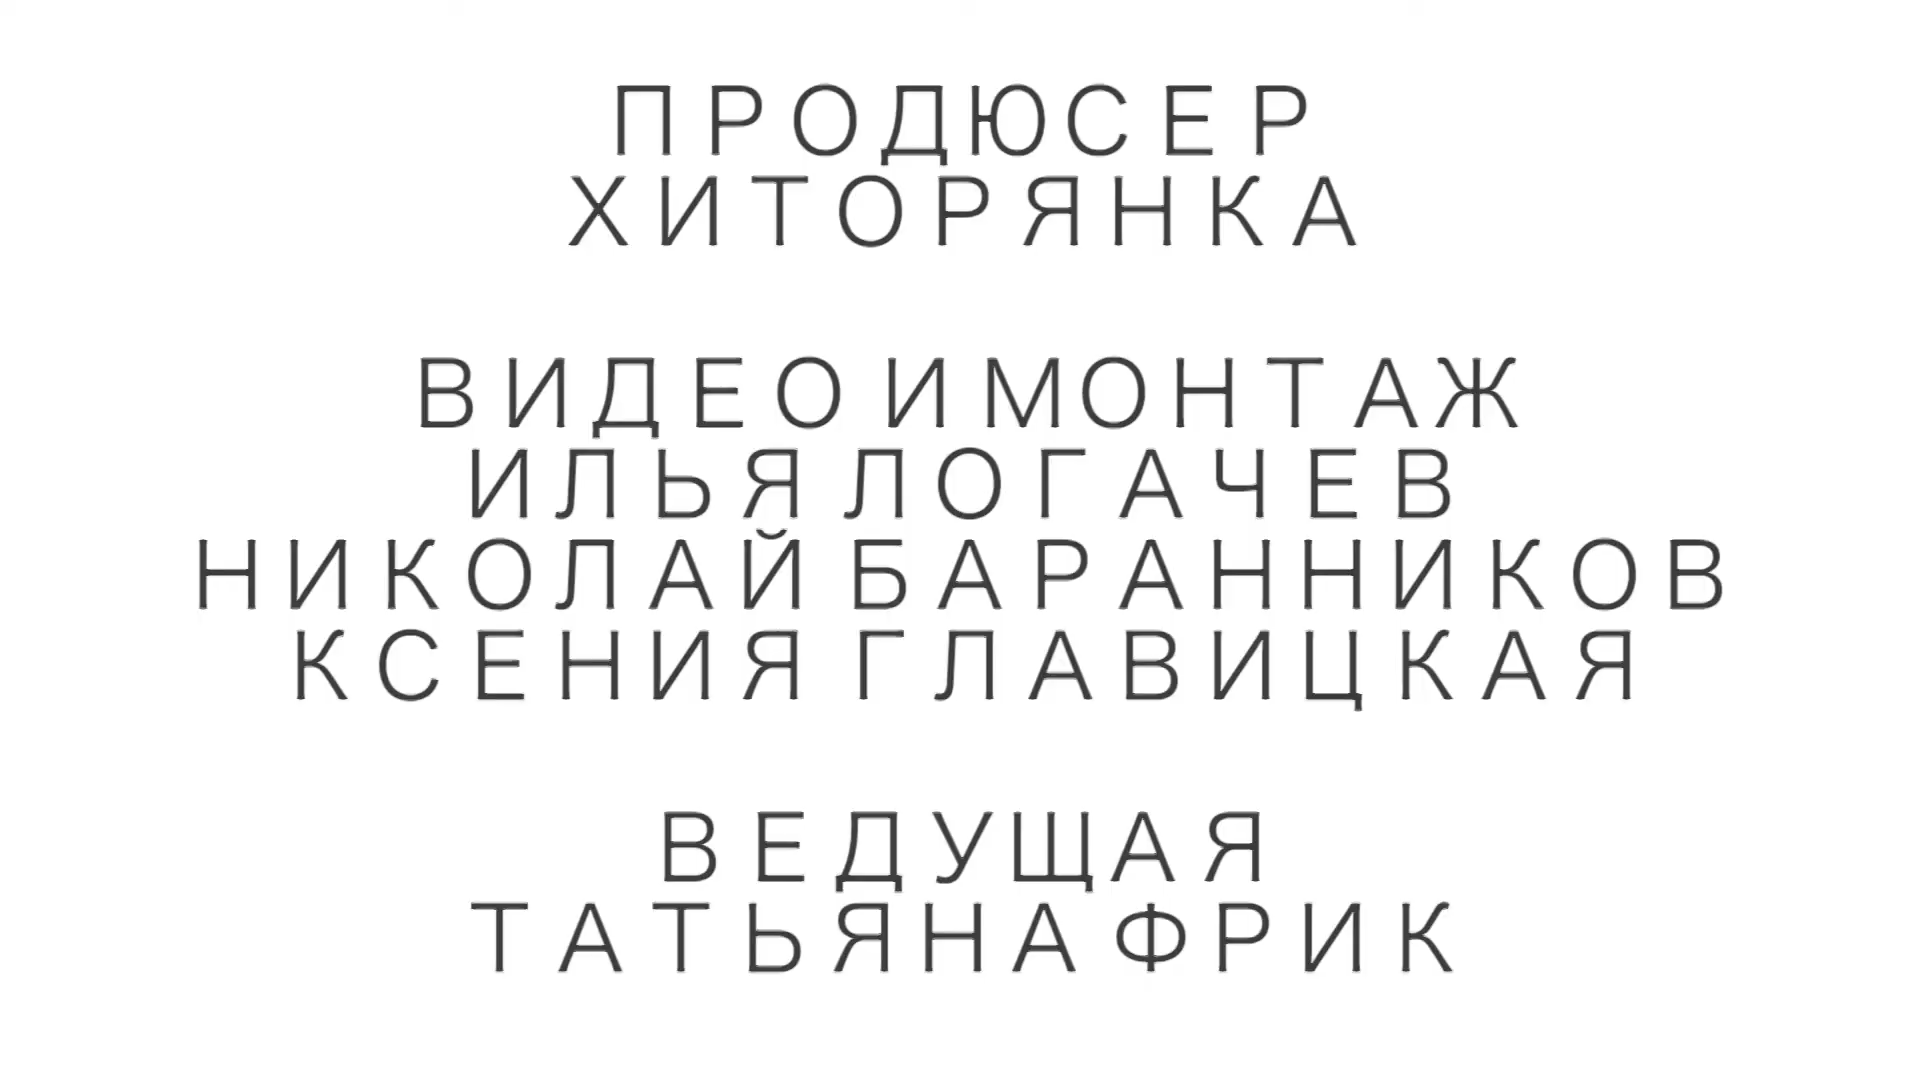 ПРОДЮСЕР
ХИТОРЯНКА
ВИДЕО И МОНТАЖ
ИЛЬЯ ЛОГАЧЕВ
НИКОЛАЙ БАРАННИКОВ
КСЕНИЯ ГЛАВИЦКАЯ
ВЕДУЩАЯ
ТАТЬЯНА ФРИК